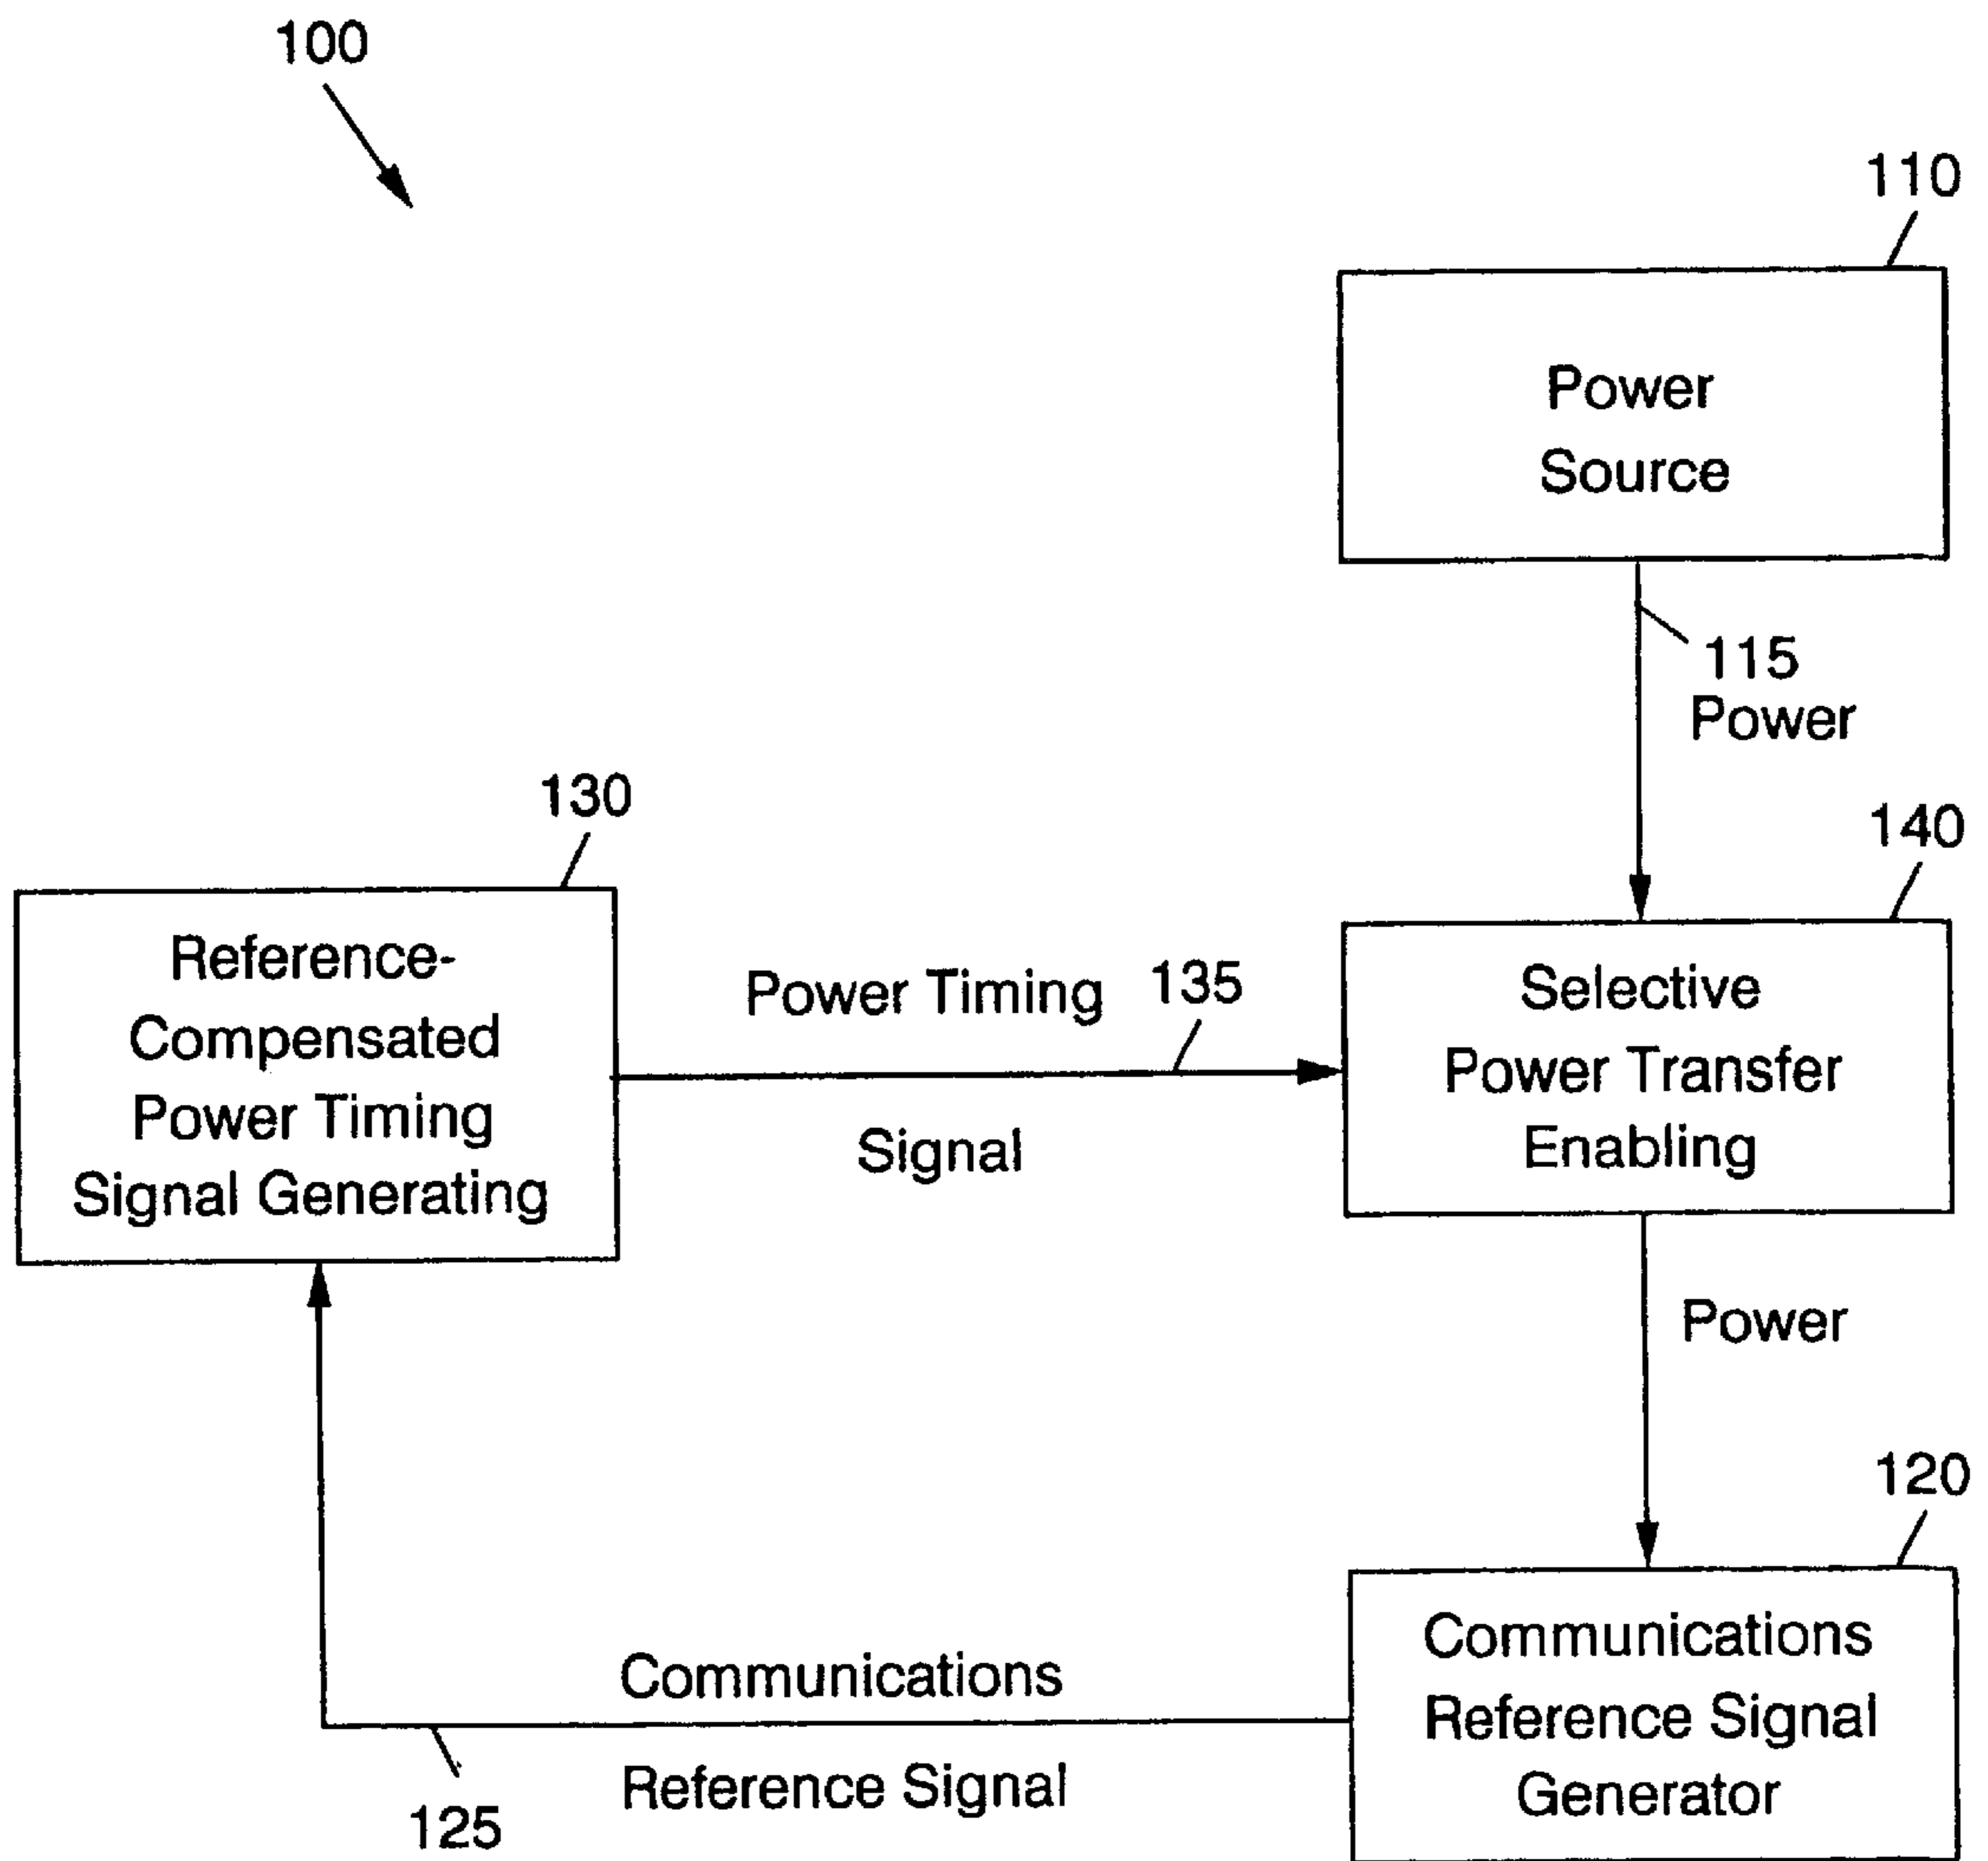 100
110
Power
Source
115
Power
130
140
Reference-
Compensated
Power Timing
Signal Generating
Power Timing 135
Signal
Selective
Power Transfer
Enabling
Power
120
Communications
Reference Signal
Generator
Communications
Reference Signal
125